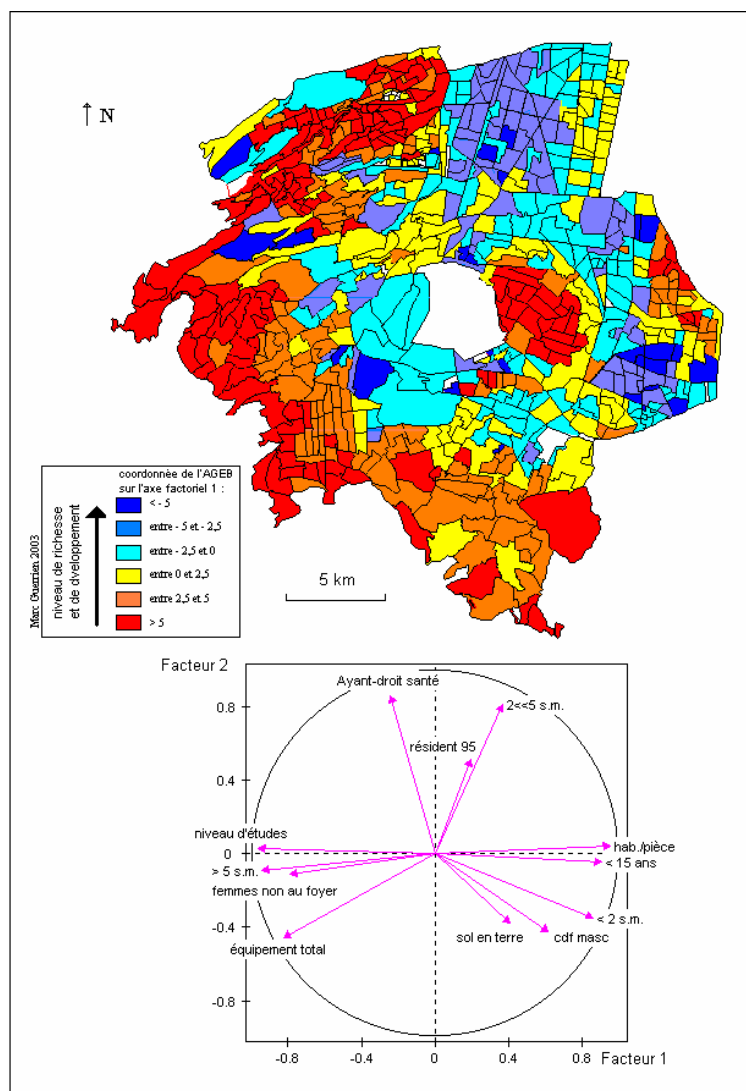 N
coordonnèe de l'AGEB
sur l'axe factoriel 1 :
< - 5
entre - 5 et - 2,5
entre - 2,5 et 0
entre 0 et 2,5
entre 2,5 et 5
> 5
niveau de richesse
et de dveloppement
Marc Guerrien 2003
5 km
Facteur 2
Ayant-droit santé
2<<5 s.m.
résident 95
niveau d'études
hab./pièce
< 15 ans
> 5 s.m.
femmes non au foyer
< 2 s.m.
sol en terre
cdf masc
équipement total
0.8
0.4
0
-0.4
-0.8
-0.8
-0.4
0
0.4
0.8
Facteur 1